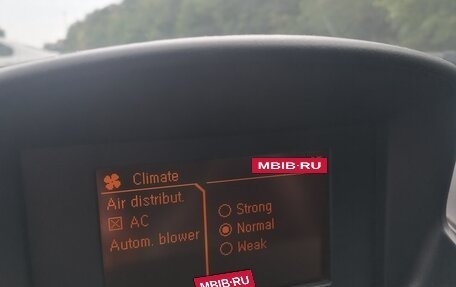 MBIB.RU
Climate
Air distribut.
AC
Autom. blower
Strong
Normal
Weak
MBIB.RU